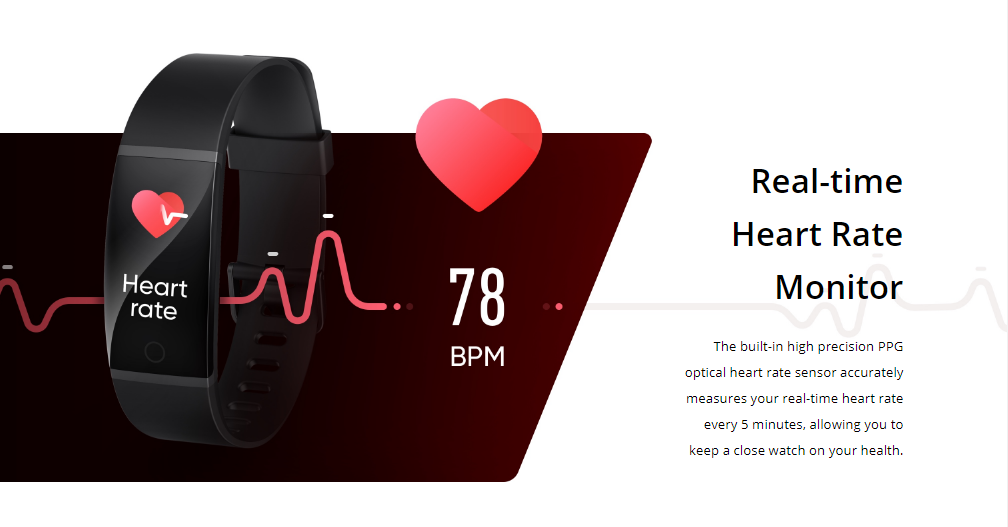 Heart
rate
78
BPM
Real-time
Heart Rate
Monitor
The built-in high precision PPG
optical heart rate sensor accurately
measures your real-time heart rate
every 5 minutes, allowing you to
keep a close watch on your health.